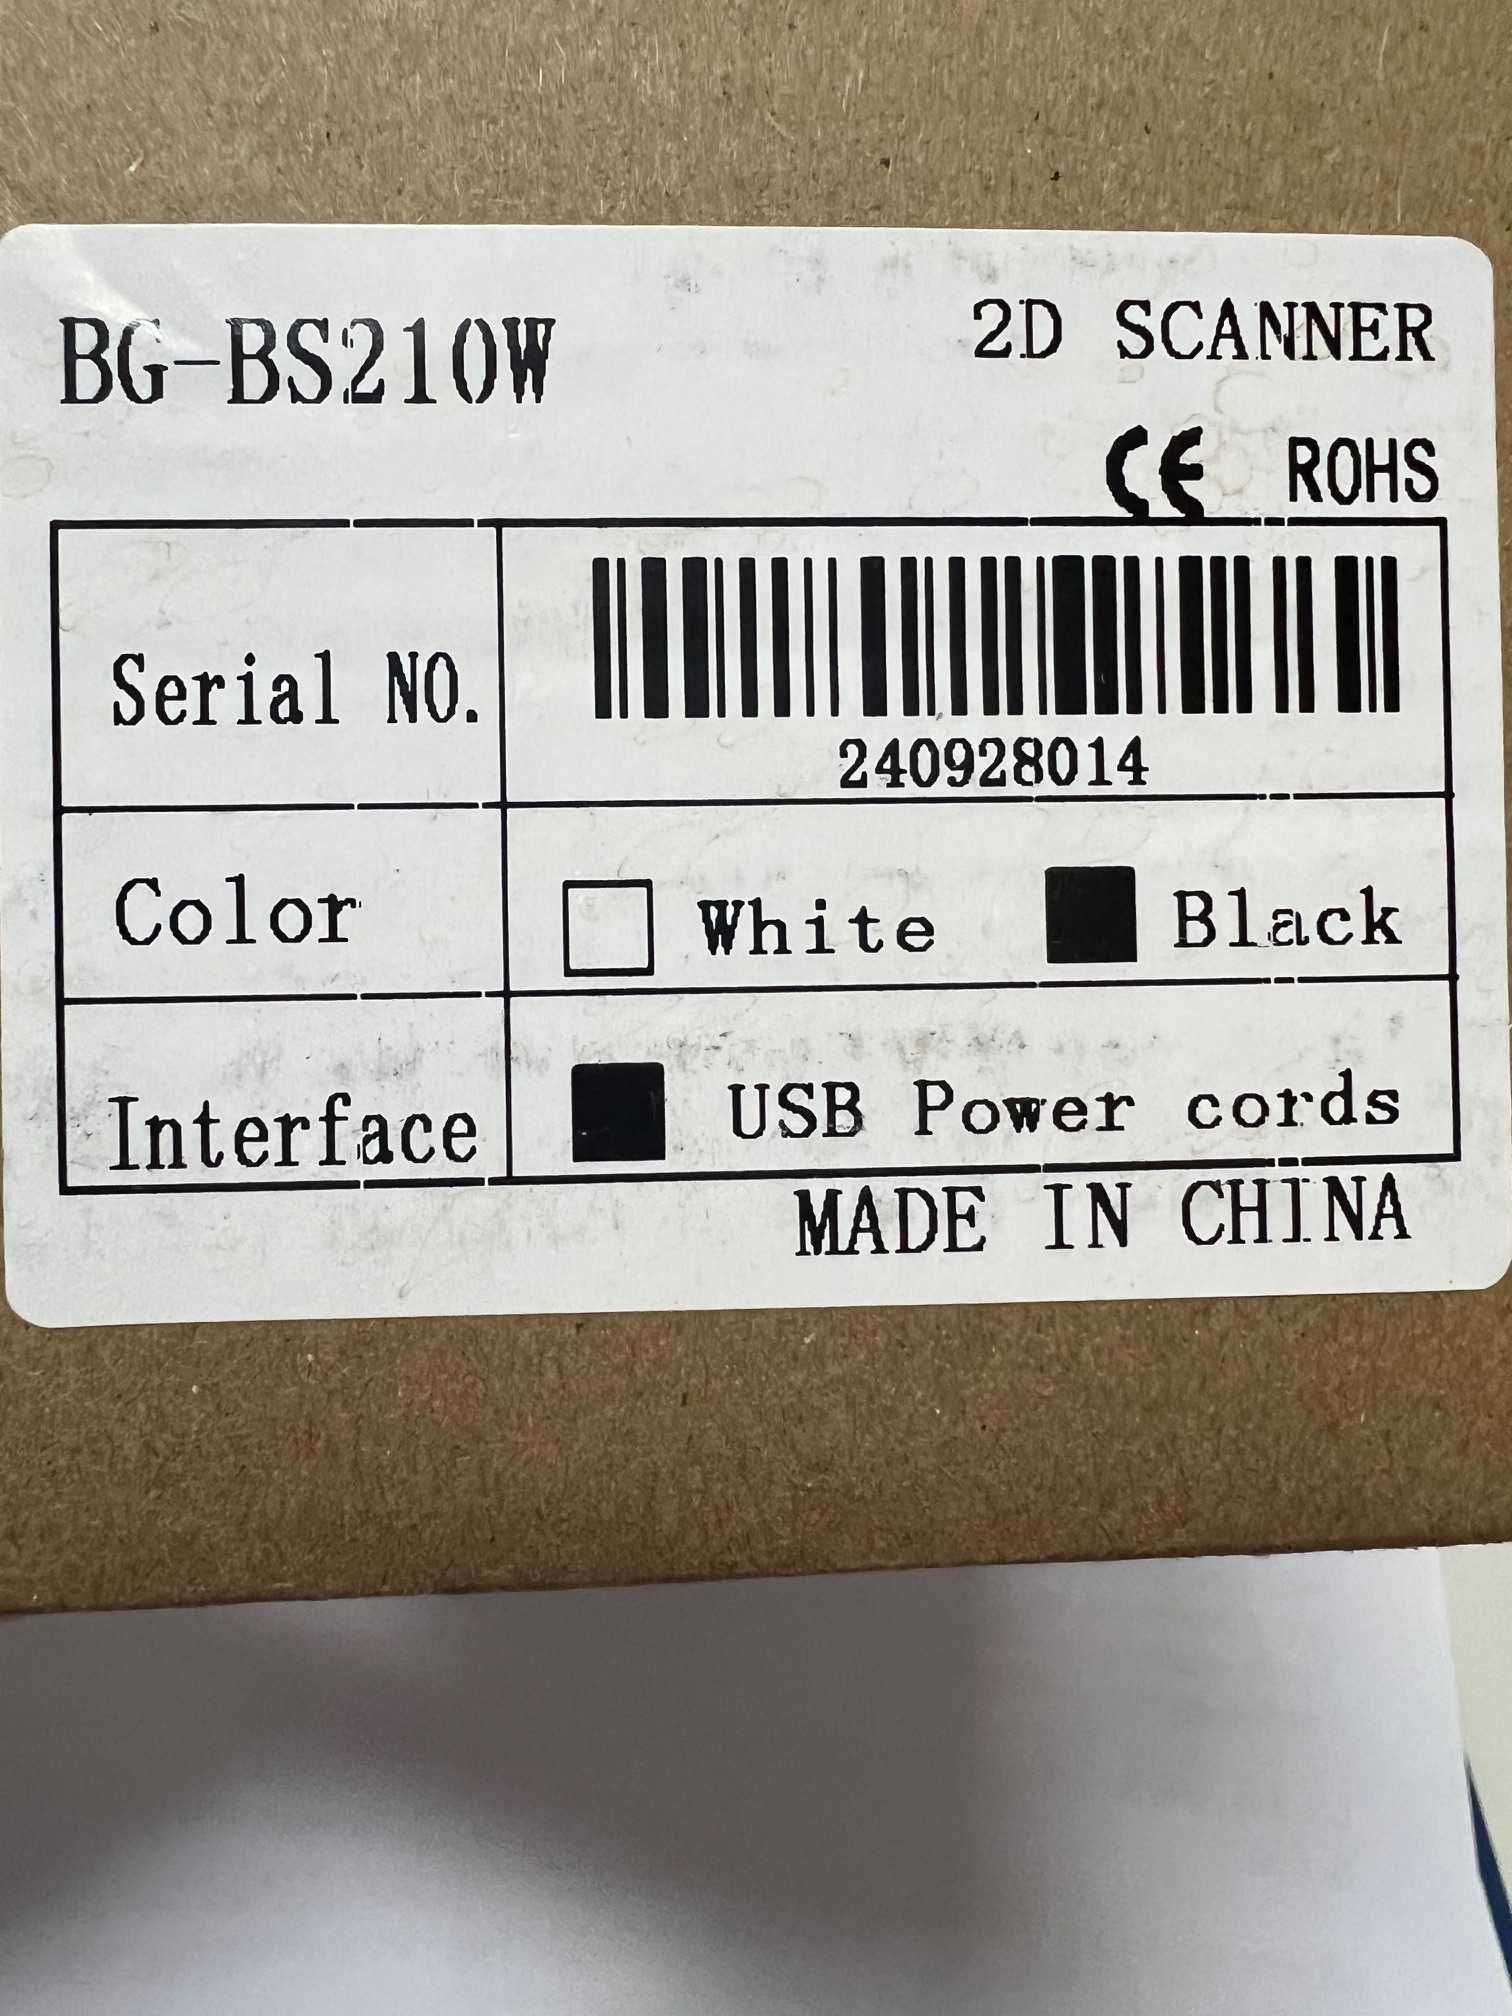 BG-BS210W
2D SCANNER
CE ROHS
Serial NO.
240928014
Color
White
Black
Interface
USB Power cords
MADE IN CHINA